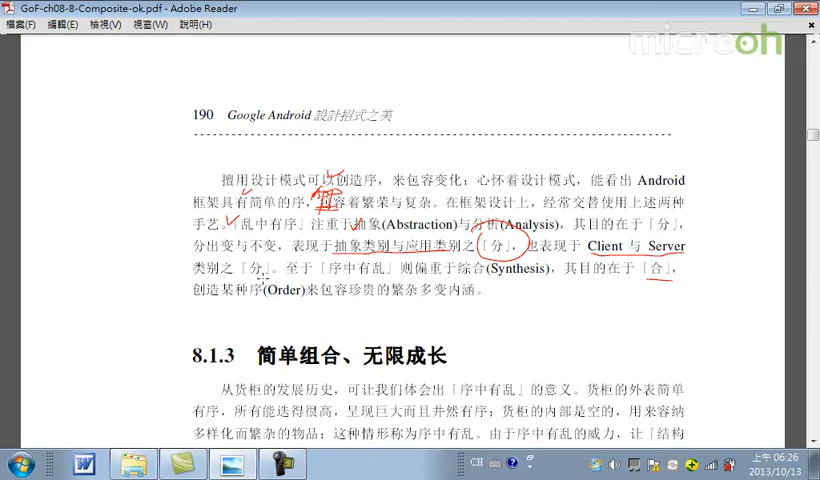 GoF-ch08-8-Composite-ok.pdf - Adobe Reader
檔案(F) 編輯(E) 檢視(V) 視窗(W) 說明(H)
microoh
190 Google Android 設計招式之美
擅用设计模式可以创造序，来包容变化；心怀着设计模式，能看出 Android
框架具有简单的序，包容着繁荣与复杂。在框架设计上，经常交替使用上述两种
手艺。「乱中有序」注重于抽象(Abstraction)与分析(Analysis)，其目的在于「分」，
分出变与不变，表现于抽象类别与应用类别之「分」，也表现于 Client 与 Server
类别之「分」。至于「序中有乱」则偏重于综合(Synthesis)，其目的在于「合」，
创造某种序(Order)来包容珍贵的繁杂多变内涵。
8.1.3 简单组合、无限成长
从货柜的发展历史，可让我们体会出「序中有乱」的意义。货柜的外表简单
有序，所有能迭得很高，呈现巨大而且井然有序；货柜的内部是空的，用来容纳
多样化而繁杂的物品；这种情形称为序中有乱。由于序中有乱的威力，让「结构
CH
上午 06:26
2013/10/13